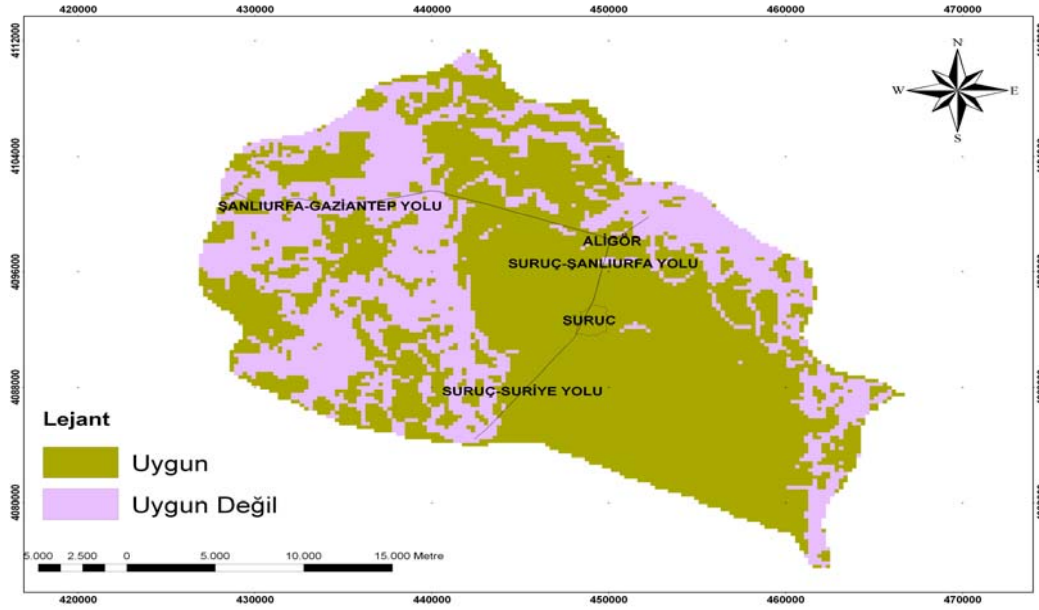 420000 430000 440000 450000 460000 470000
4112000
4104000
4096000
4088000
4080000
N
W E
S
ŞANLIURFA-GAZİANTEP YOLU
ALİGÖR
SURUÇ-ŞANLIURFA YOLU
SURUC
SURUÇ-SURİYE YOLU
Lejant
Uygun
Uygun Değil
5.000 2.500 0 5.000 10.000 15.000 Metre
420000 430000 440000 450000 460000 470000